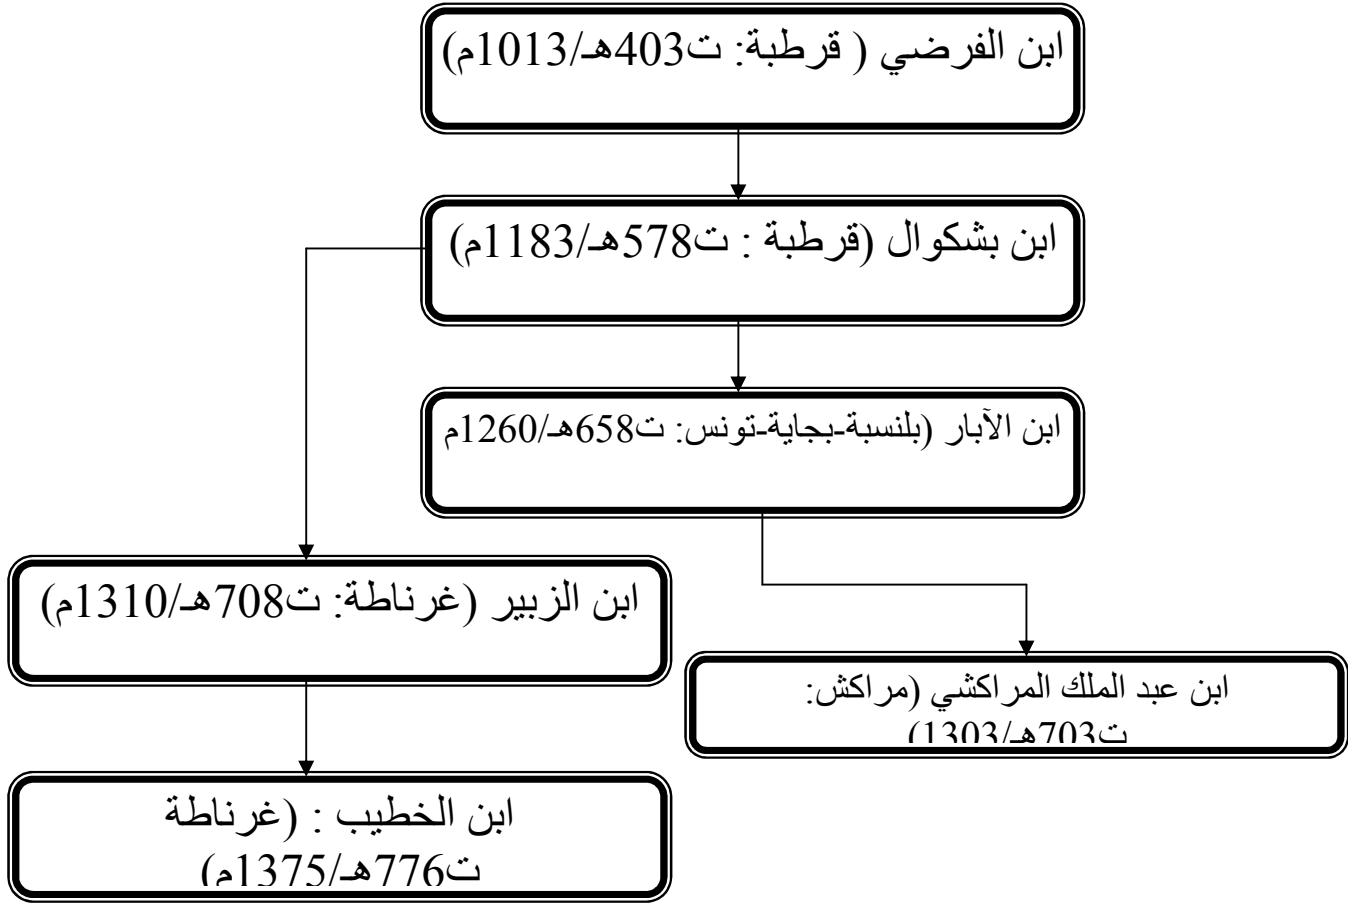 ابن الفرضي ( قرطبة: ت403هـ/1013م)
ابن بشكوال (قرطبة : ت578هـ/1183م)
ابن الآبار (بلنسبة-بجاية-تونس: ت658هـ/1260م
ابن الزبير (غرناطة: ت708هـ/1310م)
ابن عبد الملك المراكشي (مراكش:
ت703هـ/1303)
ابن الخطيب : (غرناطة
ت776هـ/1375م)